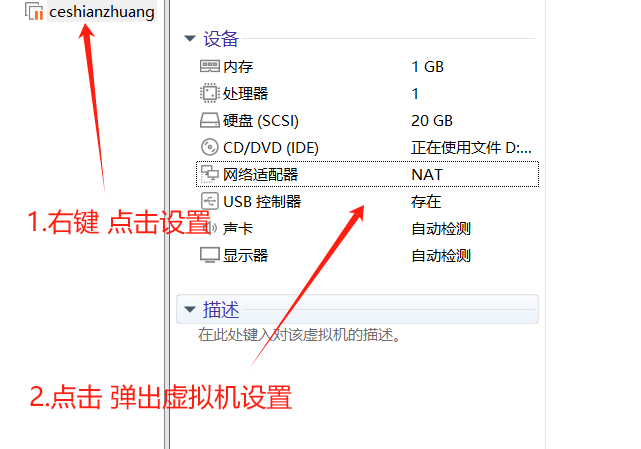 ceshianzhuang
设备
内存 1 GB
处理器 1
硬盘 (SCSI) 20 GB
CD/DVD (IDE) 正在使用文件 D:...
网络适配器 NAT
USB 控制器 存在
1.右键 点击设置
声卡 自动检测
显示器 自动检测
描述
在此处键入对该虚拟机的描述。
2.点击 弹出虚拟机设置